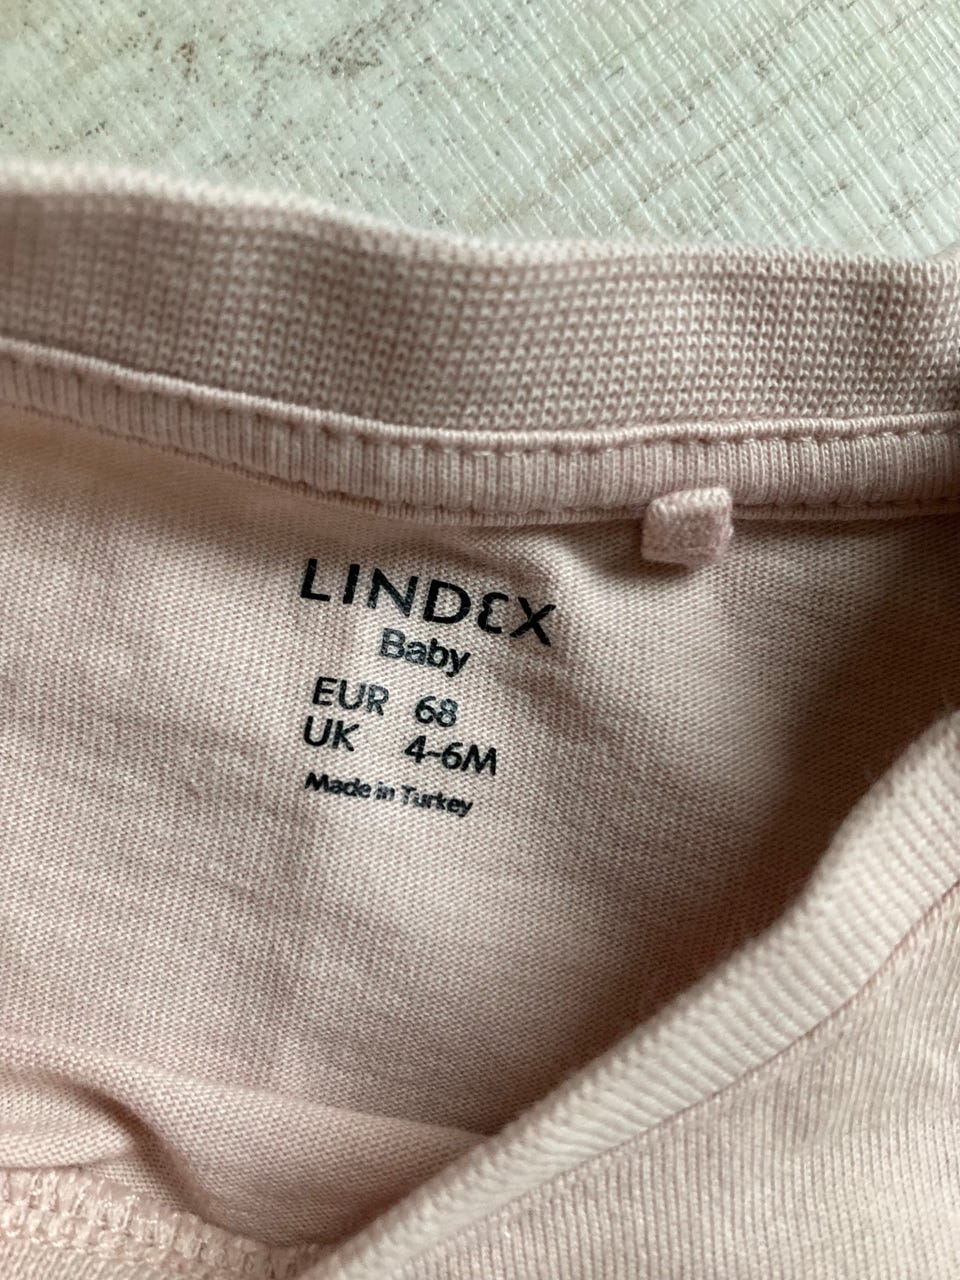 LINDEX
Baby
EUR 68
UK 4-6M
Made in Turkey